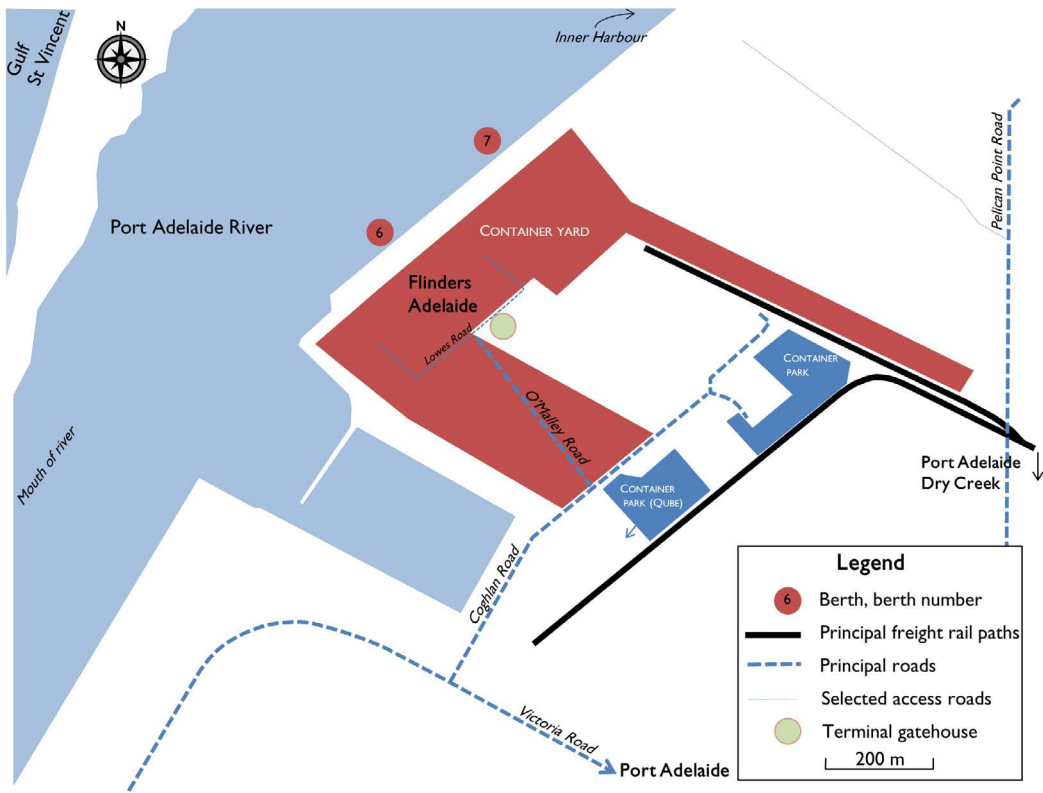 Gulf
St Vincent
N
Inner Harbour
7
Pelican Point Road
Port Adelaide River
6
CONTAINER YARD
Flinders
Adelaide
Lowes Road
CONTAINER
PARK
O'Malley Road
Mouth of river
Port Adelaide
Dry Creek
CONTAINER
PARK (QUBE)
Coghlan Road
Victoria Road
Port Adelaide
Legend
6
Berth, berth number
Principal freight rail paths
Principal roads
Selected access roads
Terminal gatehouse
200 m